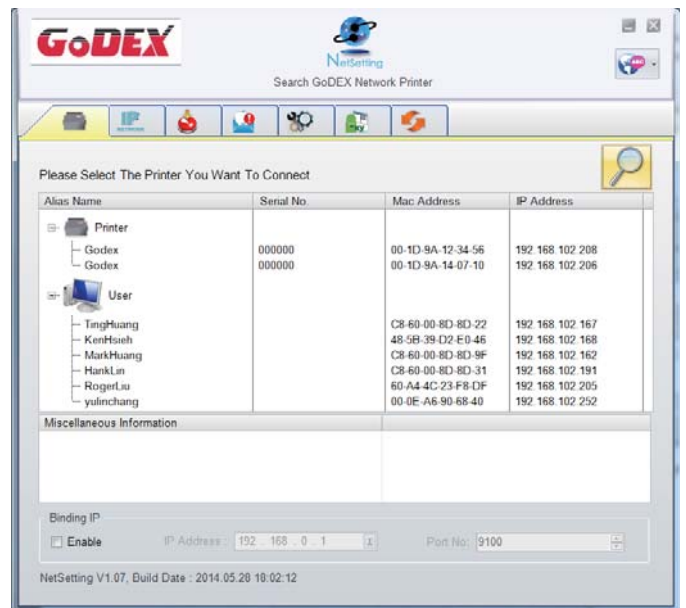 GoDEX
NetSetting
Search GoDEX Network Printer
IP
NETWORK
Please Select The Printer You Want To Connect
Alias Name Serial No. Mac Address IP Address
Printer
Godex 000000 00-1D-9A-12-34-56 192.168.102.208
Godex 000000 00-1D-9A-14-07-10 192.168.102.206
User
TingHuang C8-60-00-8D-8D-22 192.168.102.167
KenHsieh 48-5B-39-D2-E0-46 192.168.102.168
MarkHuang C8-60-00-8D-8D-9F 192.168.102.162
HankLin C8-60-00-8D-8D-31 192.168.102.191
RogerLiu 60-A4-4C-23-F8-DF 192.168.102.205
yulinchang 00-0E-A6-90-68-40 192.168.102.252
Miscellaneous Information
Binding IP
Enable IP Address : 192 . 168 . 0 . 1 x Port No: 9100
NetSetting V1.07, Build Date : 2014.05.28 18:02:12